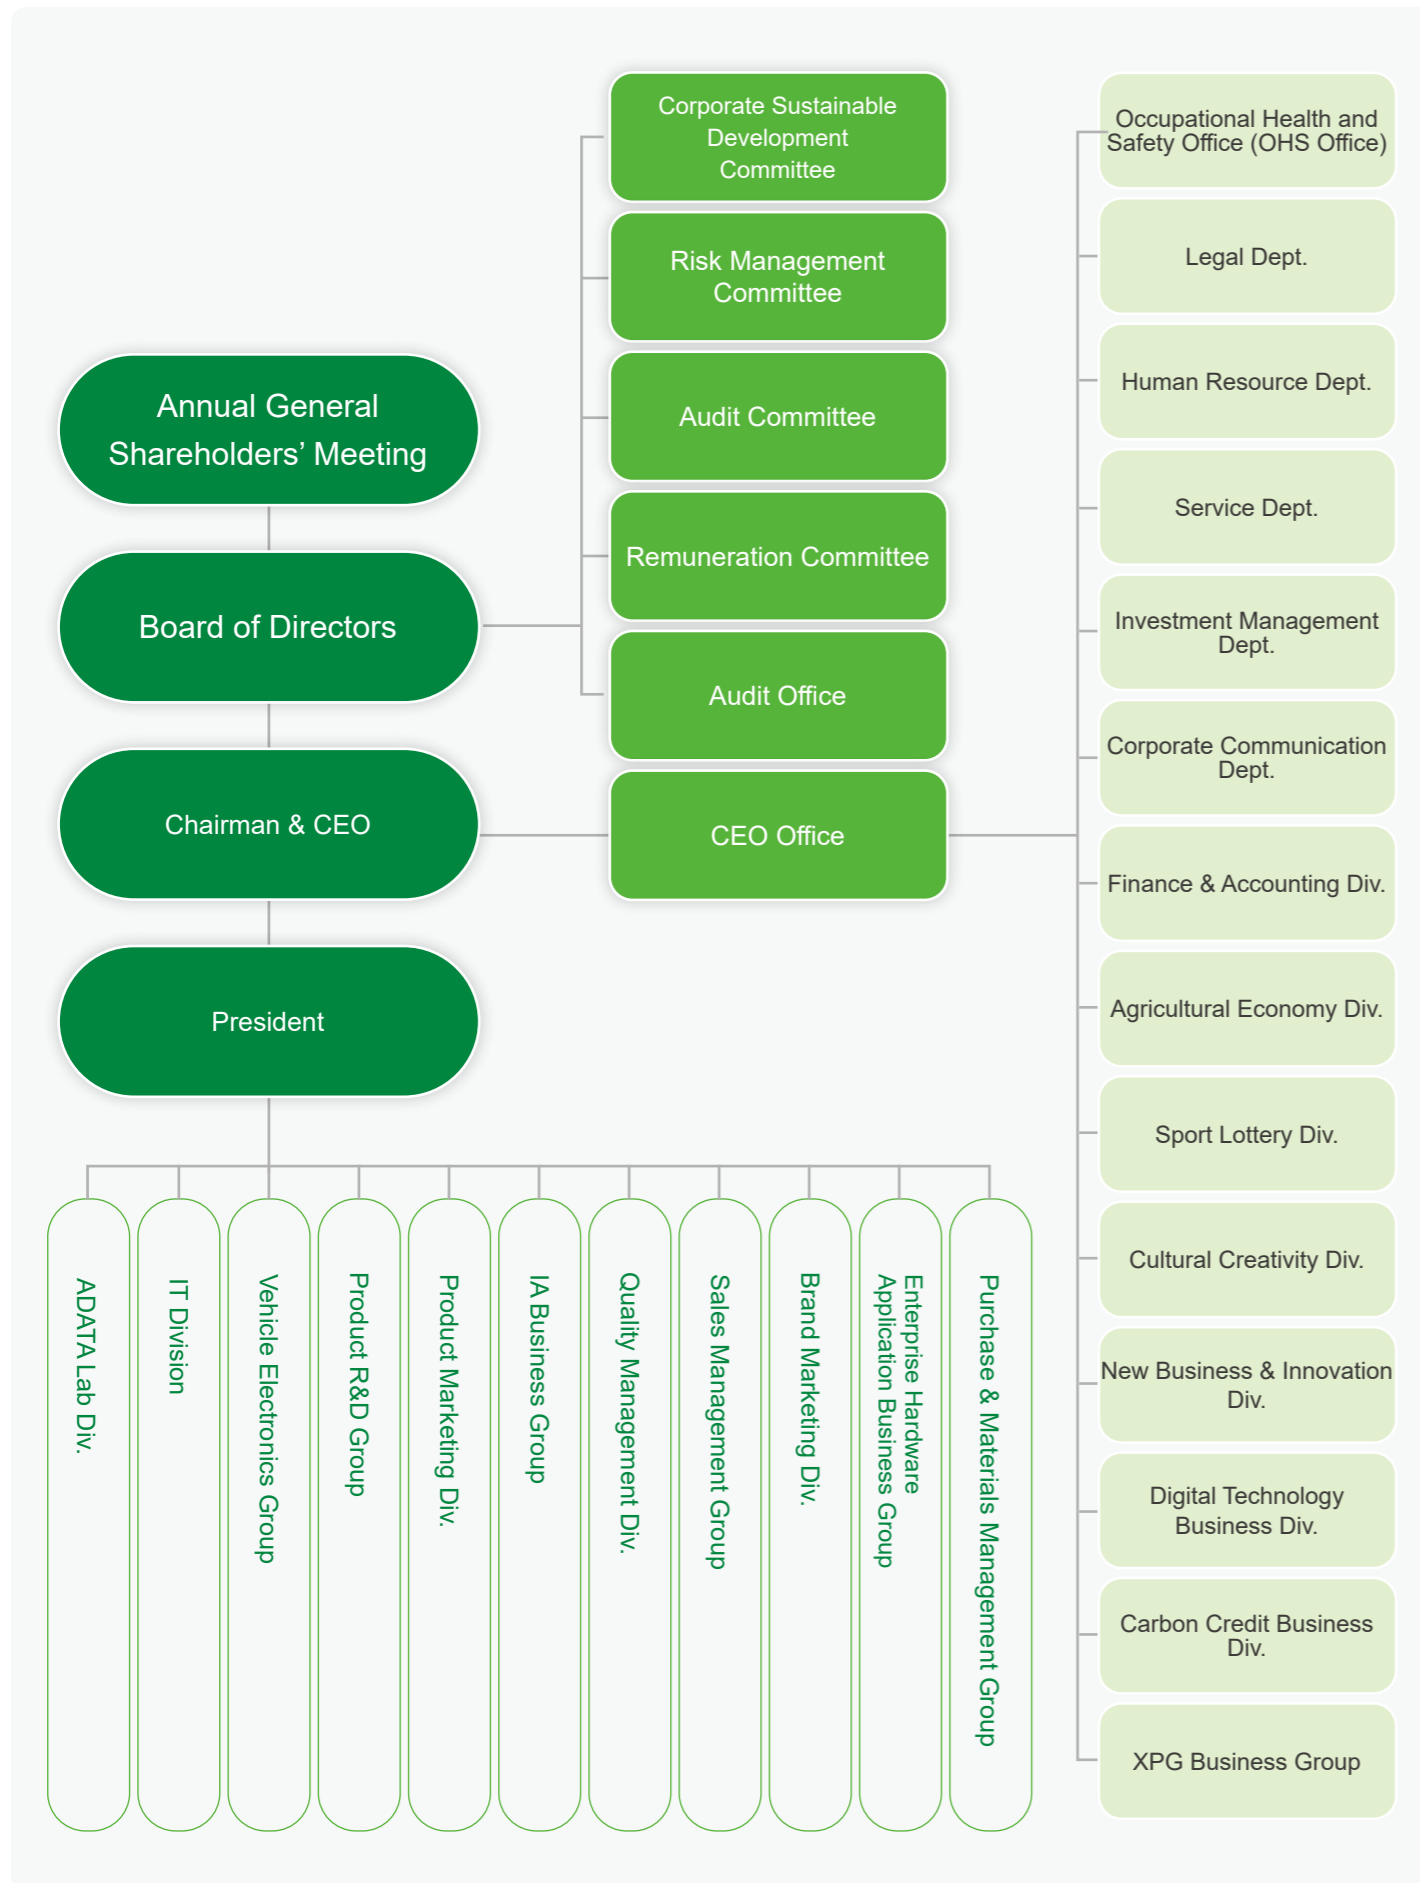 Annual General
Shareholders’ Meeting
Board of Directors
Chairman & CEO
President
Corporate Sustainable
Development
Committee
Risk Management
Committee
Audit Committee
Remuneration Committee
Audit Office
CEO Office
Occupational Health and
Safety Office (OHS Office)
Legal Dept.
Human Resource Dept.
Service Dept.
Investment Management
Dept.
Corporate Communication
Dept.
Finance & Accounting Div.
Agricultural Economy Div.
Sport Lottery Div.
Cultural Creativity Div.
New Business & Innovation
Div.
Digital Technology
Business Div.
Carbon Credit Business
Div.
XPG Business Group
ADATA Lab Div.
IT Division
Vehicle Electronics Group
Product R&D Group
Product Marketing Div.
IA Business Group
Quality Management Div.
Sales Management Group
Brand Marketing Div.
Enterprise Hardware
Application Business Group
Purchase & Materials Management Group